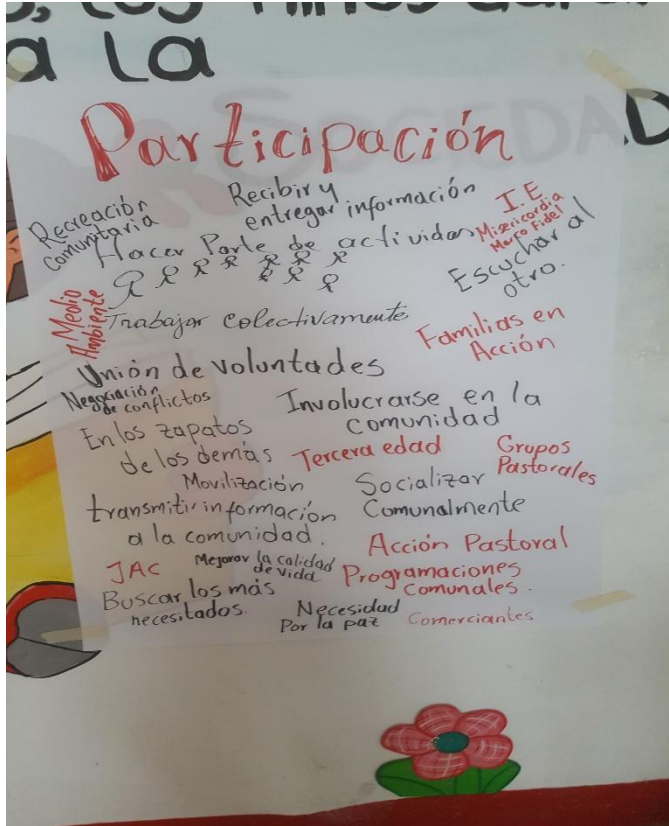 a la
SOCIEDAD
Participación
Recreación
comunitaria
Recibir y
entregar información
I.E
Misericordia
Marco Fidel
Hacer Parte de actividas
Escuchar al
otro.
Medio
Ambiente
Trabajar colectivamente
Familias en
Acción
Unión de voluntades
Negociación
de conflictos
Involucrarse en la
comunidad
En los zapatos
de los demás
Tercera edad
Grupos
Pastorales
Movilización
Socializar
Comunalmente
transmitir información
a la comunidad.
Acción Pastoral
JAC
Mejorar la calidad
de vida
Programaciones
comunales.
Buscar los más
necesitados.
Necesidad
Por la paz
Comerciantes